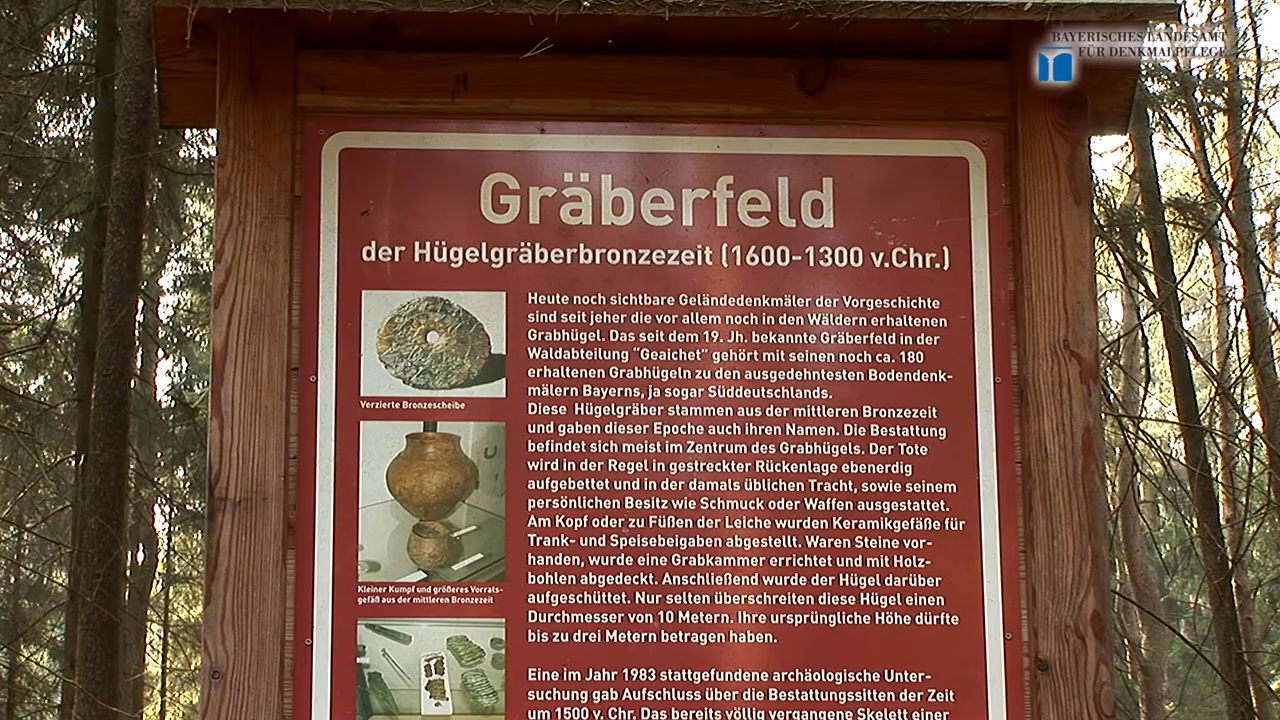 BAYERISCHES LANDESAMT
FÜR DENKMALPFLEGE
Gräberfeld
der Hügelgräberbronzezeit (1600-1300 v.Chr.)
Verzierte Bronzescheibe
Kleiner Kumpf und größeres Vorrats-
gefäß aus der mittleren Bronzezeit
Heute noch sichtbare Geländedenkmäler der Vorgeschichte
sind seit jeher die vor allem noch in den Wäldern erhaltenen
Grabhügel. Das seit dem 19. Jh. bekannte Gräberfeld in der
Waldabteilung "Geaichet" gehört mit seinen noch ca. 180
erhaltenen Grabhügeln zu den ausgedehntesten Bodendenk-
mälern Bayerns, ja sogar Süddeutschlands.
Diese Hügelgräber stammen aus der mittleren Bronzezeit
und gaben dieser Epoche auch ihren Namen. Die Bestattung
befindet sich meist im Zentrum des Grabhügels. Der Tote
wird in der Regel in gestreckter Rückenlage ebenerdig
aufgebettet und in der damals üblichen Tracht, sowie seinem
persönlichen Besitz wie Schmuck oder Waffen ausgestattet.
Am Kopf oder zu Füßen der Leiche wurden Keramikgefäße für
Trank- und Speisebeigaben abgestellt. Waren Steine vor-
handen, wurde eine Grabkammer errichtet und mit Holz-
bohlen abgedeckt. Anschließend wurde der Hügel darüber
aufgeschüttet. Nur selten überschreiten diese Hügel einen
Durchmesser von 10 Metern. Ihre ursprüngliche Höhe dürfte
bis zu drei Metern betragen haben.
Eine im Jahr 1983 stattgefundene archäologische Unter-
suchung gab Aufschluss über die Bestattungssitten der Zeit
um 1500 v. Chr. Das bereits völlig vergangene Skelett einer